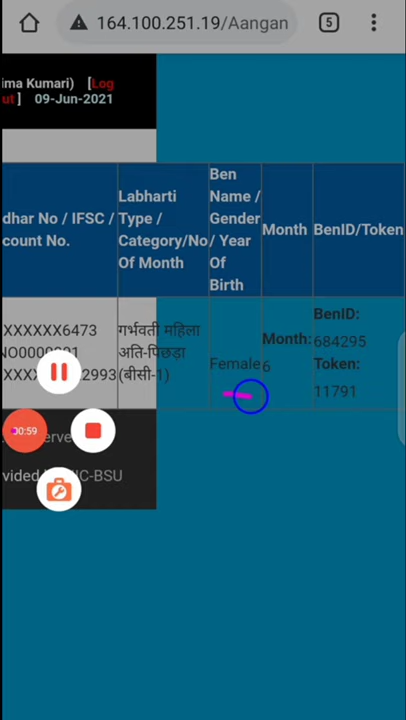 164.100.251.19/Aangan
5
ima Kumari) [Log
ut] 09-Jun-2021
dhar No / IFSC /
count No.
Labharti
Type /
Category/No
Of Month
Ben
Name /
Gender
/ Year
Of
Birth
Month
BenID/Token
XXXXXX6473
2993
गर्भवती महिला
अति-पिछड़ा
(बीसी-1)
Female
Month:
6
BenID:
684295
Token:
11791
00:59
erve
vided
IC-BSU